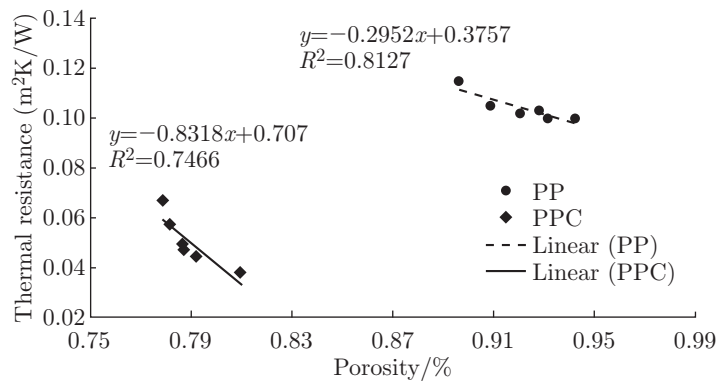 y=−0.2952x+0.3757
R²=0.8127
y=−0.8318x+0.707
R²=0.7466
Thermal resistance (m²K/W)
0.14
0.12
0.10
0.08
0.06
0.04
0.02
PP
PPC
Linear (PP)
Linear (PPC)
0.75 0.79 0.83 0.87 0.91 0.95 0.99
Porosity/%